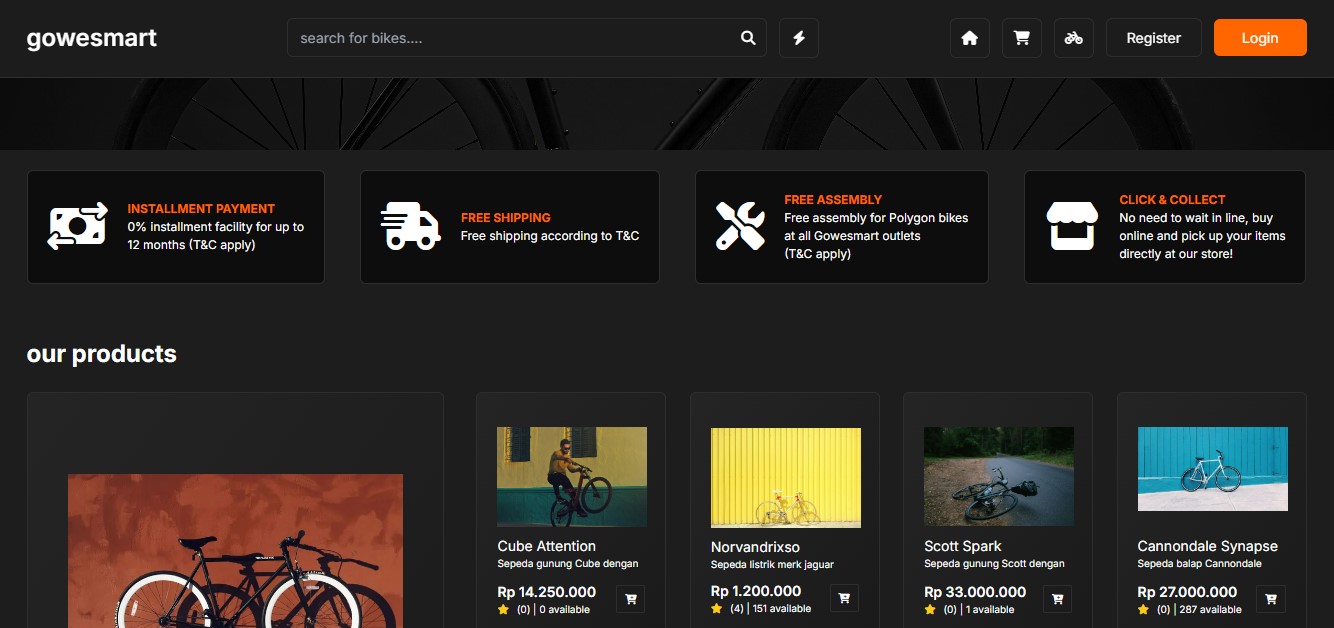 gowesmart
search for bikes....
Register
Login
INSTALLMENT PAYMENT
0% installment facility for up to
12 months (T&C apply)
FREE SHIPPING
Free shipping according to T&C
FREE ASSEMBLY
Free assembly for Polygon bikes
at all Gowesmart outlets
(T&C apply)
CLICK & COLLECT
No need to wait in line, buy
online and pick up your items
directly at our store!
our products
Cube Attention
Sepeda gunung Cube dengan
Rp 14.250.000
(0) | 0 available
Norvandrixso
Sepeda listrik merk jaguar
Rp 1.200.000
(4) | 151 available
Scott Spark
Sepeda gunung Scott dengan
Rp 33.000.000
(0) | 1 available
Cannondale Synapse
Sepeda balap Cannondale
Rp 27.000.000
(0) | 287 available